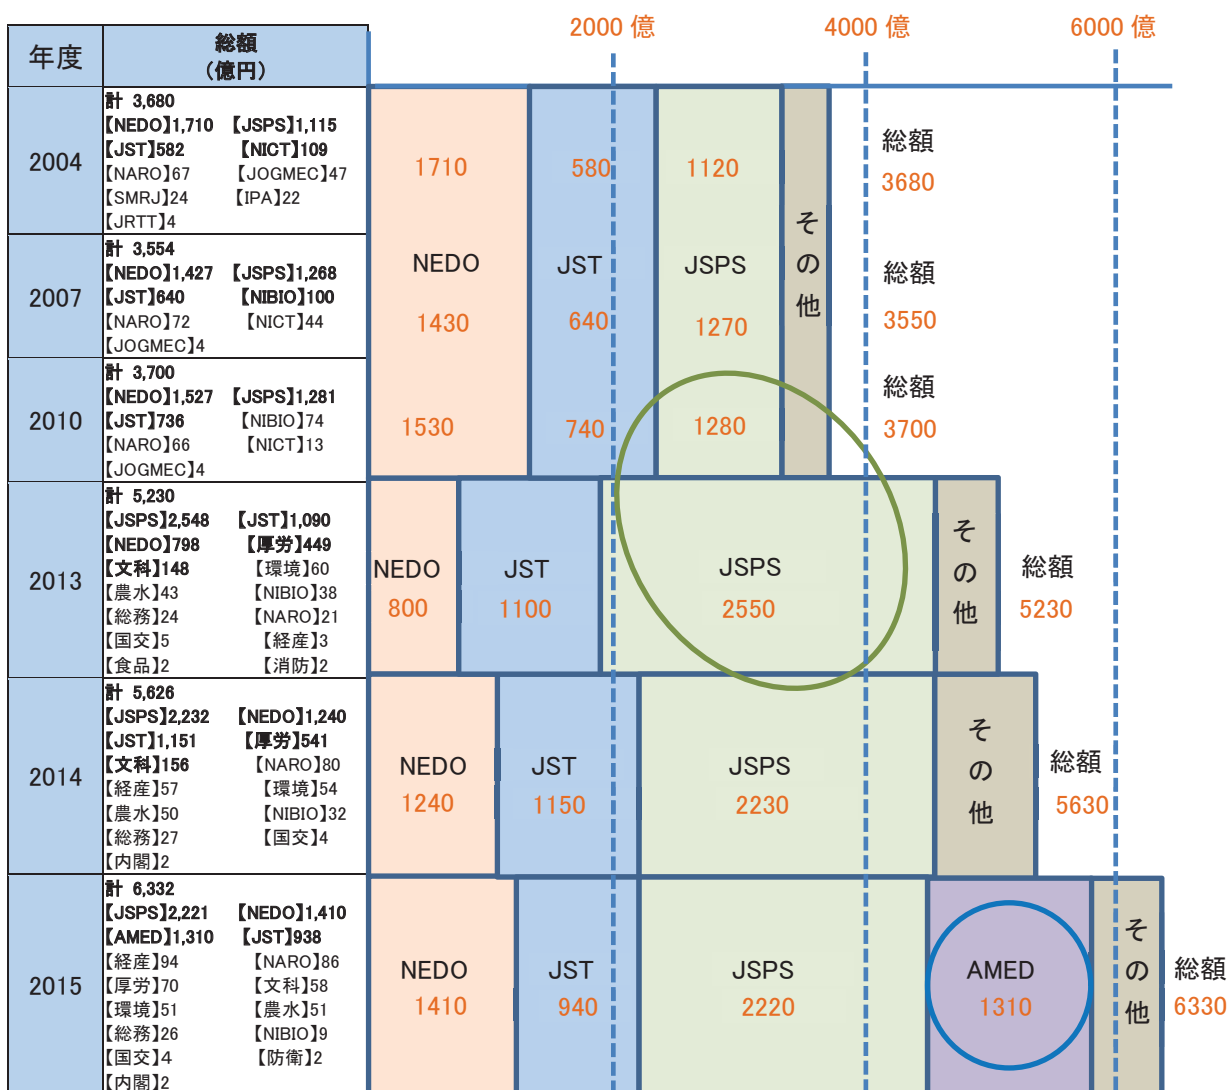 2000 億
4000 億
6000 億
年度
総額
（億円）
2004
計 3,680
【NEDO】1,710 【JSPS】1,115
【JST】582 【NICT】109
【NARO】67 【JOGMEC】47
【SMRJ】24 【IPA】22
【JRTT】4
1710
580
1120
総額
3680
2007
計 3,554
【NEDO】1,427 【JSPS】1,268
【JST】640 【NIBIO】100
【NARO】72 【NICT】44
【JOGMEC】4
NEDO
JST
JSPS
その他
1430
640
1270
総額
3550
2010
計 3,700
【NEDO】1,527 【JSPS】1,281
【JST】736 【NIBIO】74
【NARO】66 【NICT】13
【JOGMEC】4
1530
740
1280
総額
3700
2013
計 5,230
【JSPS】2,548 【JST】1,090
【NEDO】798 【厚労】449
【文科】148 【環境】60
【農水】43 【NIBIO】38
【総務】24 【NARO】21
【国交】5 【経産】3
【食品】2 【消防】2
NEDO
800
JST
1100
JSPS
2550
その他
総額
5230
2014
計 5,626
【JSPS】2,232 【NEDO】1,240
【JST】1,151 【厚労】541
【文科】156 【NARO】80
【経産】57 【環境】54
【農水】50 【NIBIO】32
【総務】27 【国交】4
【内閣】2
NEDO
1240
JST
1150
JSPS
2230
その他
総額
5630
2015
計 6,332
【JSPS】2,221 【NEDO】1,410
【AMED】1,310 【JST】938
【経産】94 【NARO】86
【厚労】70 【文科】58
【環境】51 【農水】51
【総務】26 【NIBIO】9
【国交】4 【防衛】2
【内閣】2
NEDO
1410
JST
940
JSPS
2220
AMED
1310
その他
総額
6330